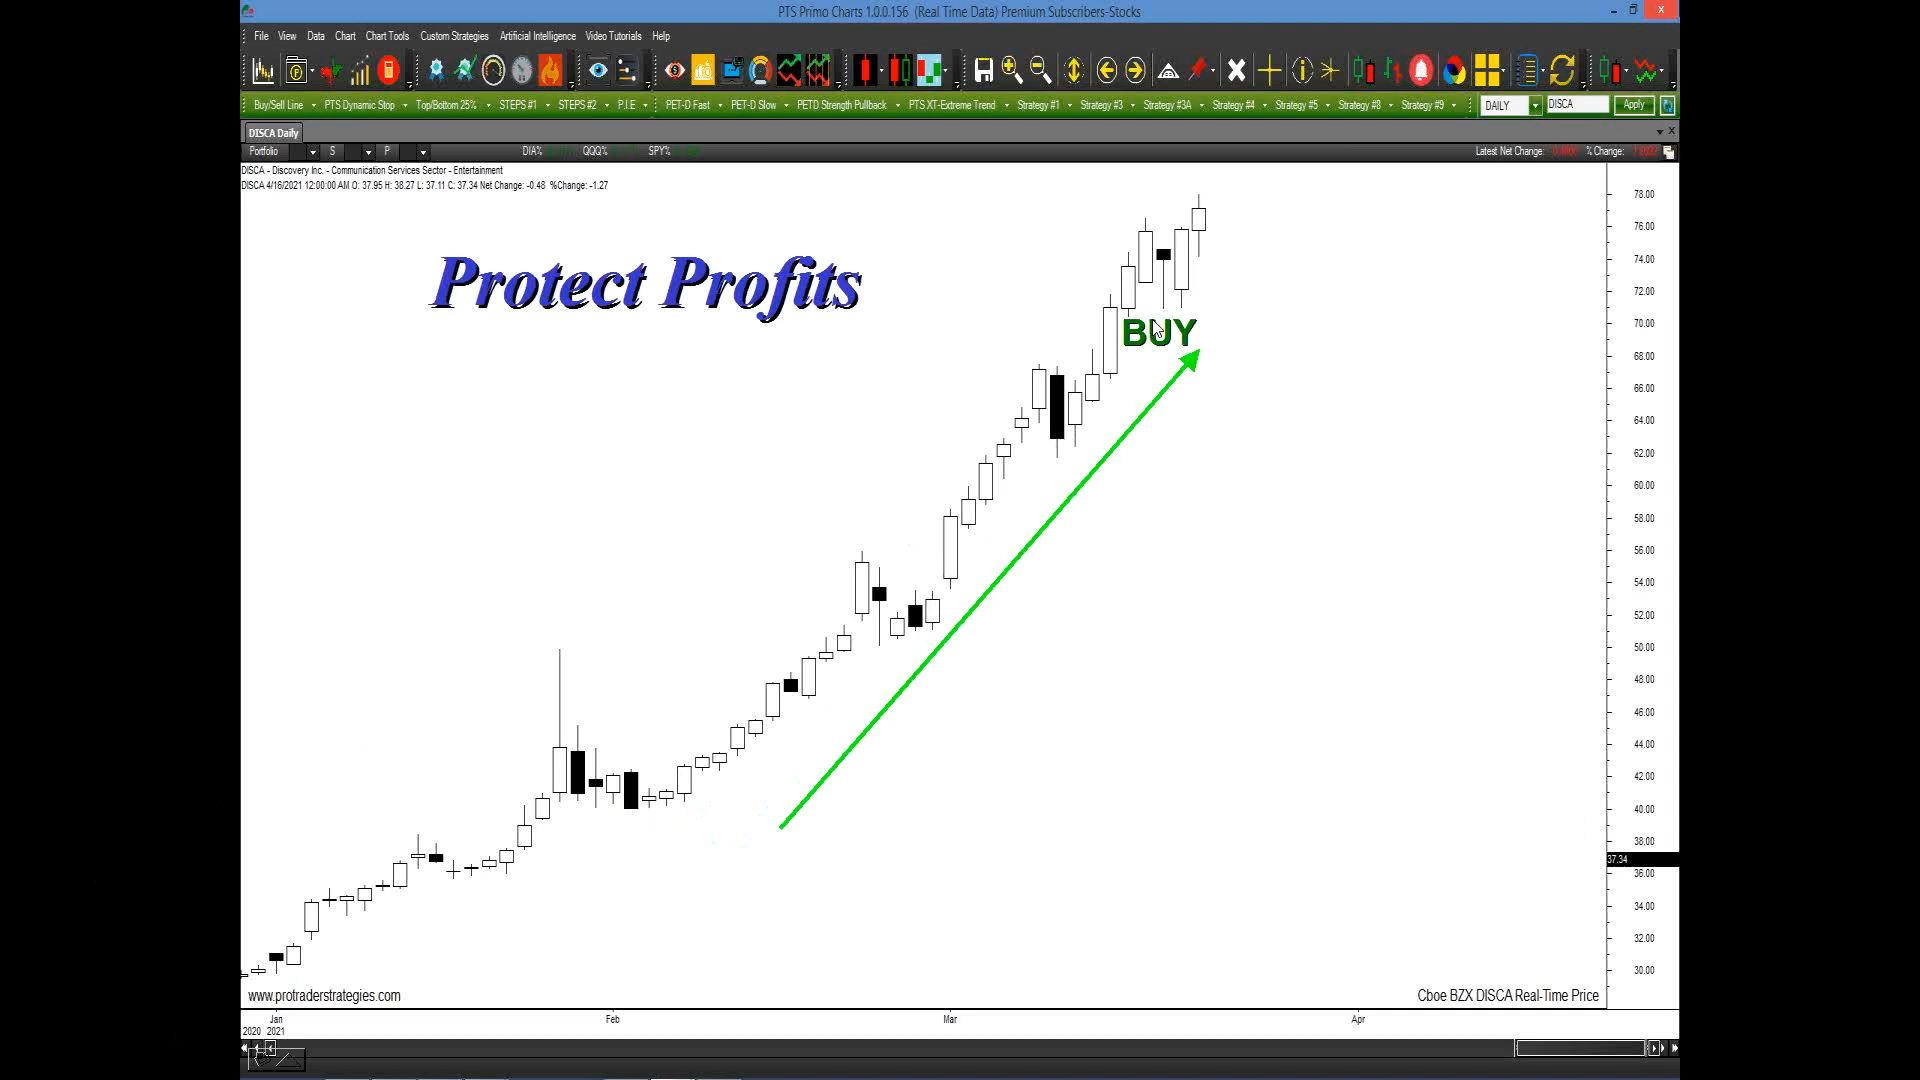 PTS Primo Charts 1.0.0.156 (Real Time Data) Premium Subscribers-Stocks
File View Data Chart Chart Tools Custom Strategies Artificial Intelligence Video Tutorials Help
Buy/Sell Line PTS Dynamic Stop Top/Bottom 25% STEPS #1 STEPS #2 P.I.E PET-D Fast PET-D Slow PETD Strength Pullback PTS XT-Extreme Trend Strategy #1 Strategy #3 Strategy #3A Strategy #4 Strategy #5 Strategy #8 Strategy #9 DAILY DISCA Apply
DISCA Daily
Portfolio S P DIA% QQQ% SPY% Latest Net Change: % Change:
DISCA - Discovery Inc. - Communication Services Sector - Entertainment
DISCA 4/16/2021 12:00:00 AM O: 37.95 H: 38.27 L: 37.11 C: 37.34 Net Change: -0.48 %Change: -1.27
Protect Profits
BUY
78.00
76.00
74.00
72.00
70.00
68.00
66.00
64.00
62.00
60.00
58.00
56.00
54.00
52.00
50.00
48.00
46.00
44.00
42.00
40.00
38.00
37.34
36.00
34.00
32.00
30.00
www.protraderstrategies.com
Cboe BZX DISCA Real-Time Price
Jan Feb Mar Apr
2020 2021